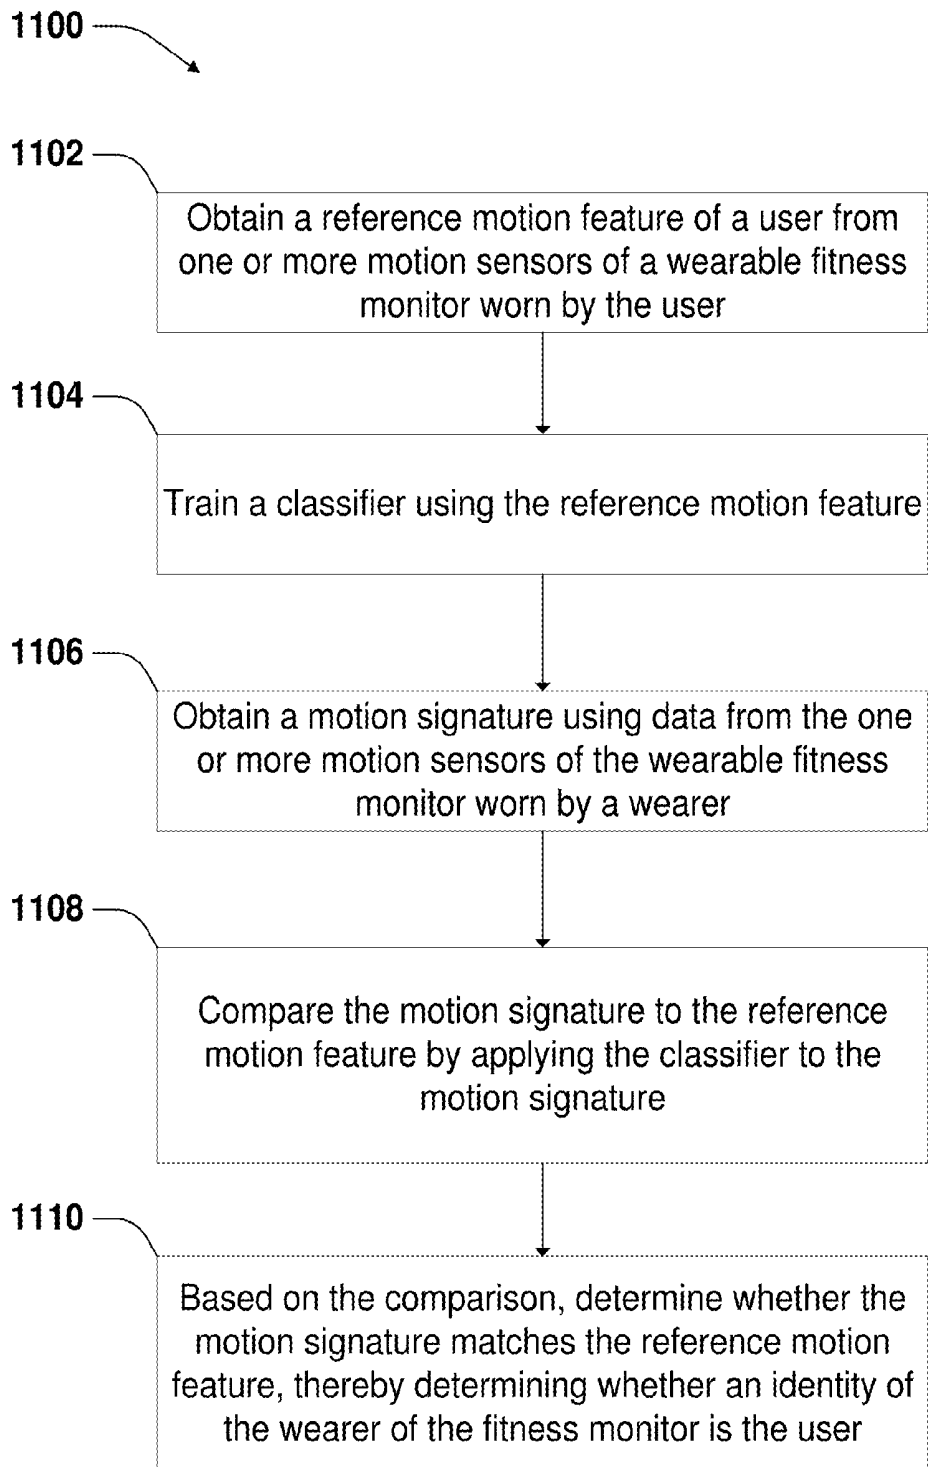 1100
1102
Obtain a reference motion feature of a user from
one or more motion sensors of a wearable fitness
monitor worn by the user
1104
Train a classifier using the reference motion feature
1106
Obtain a motion signature using data from the one
or more motion sensors of the wearable fitness
monitor worn by a wearer
1108
Compare the motion signature to the reference
motion feature by applying the classifier to the
motion signature
1110
Based on the comparison, determine whether the
motion signature matches the reference motion
feature, thereby determining whether an identity of
the wearer of the fitness monitor is the user